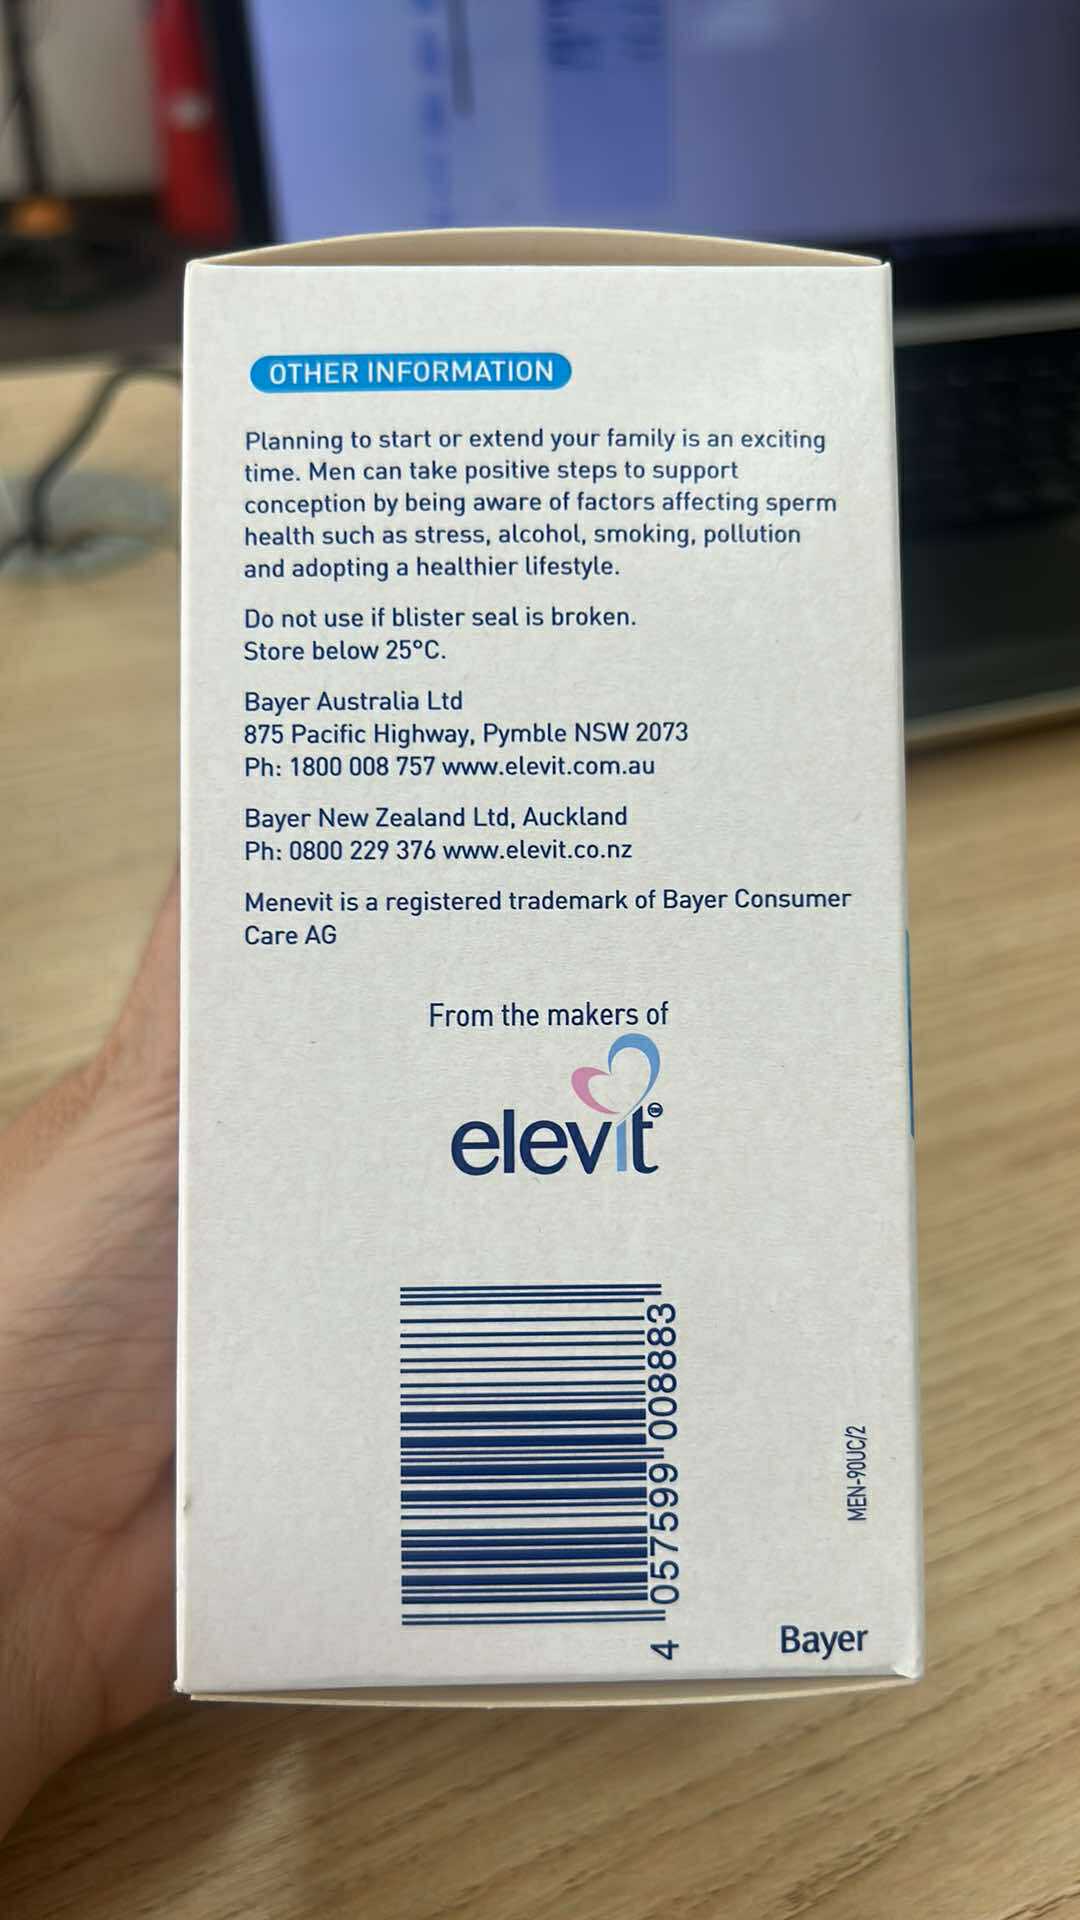 OTHER INFORMATION
Planning to start or extend your family is an exciting
time. Men can take positive steps to support
conception by being aware of factors affecting sperm
health such as stress, alcohol, smoking, pollution
and adopting a healthier lifestyle.
Do not use if blister seal is broken.
Store below 25°C.
Bayer Australia Ltd
875 Pacific Highway, Pymble NSW 2073
Ph: 1800 008 757 www.elevit.com.au
Bayer New Zealand Ltd, Auckland
Ph: 0800 229 376 www.elevit.co.nz
Menevit is a registered trademark of Bayer Consumer
Care AG
From the makers of
elevit
4 057599 008883
MEN-90UC/2
Bayer